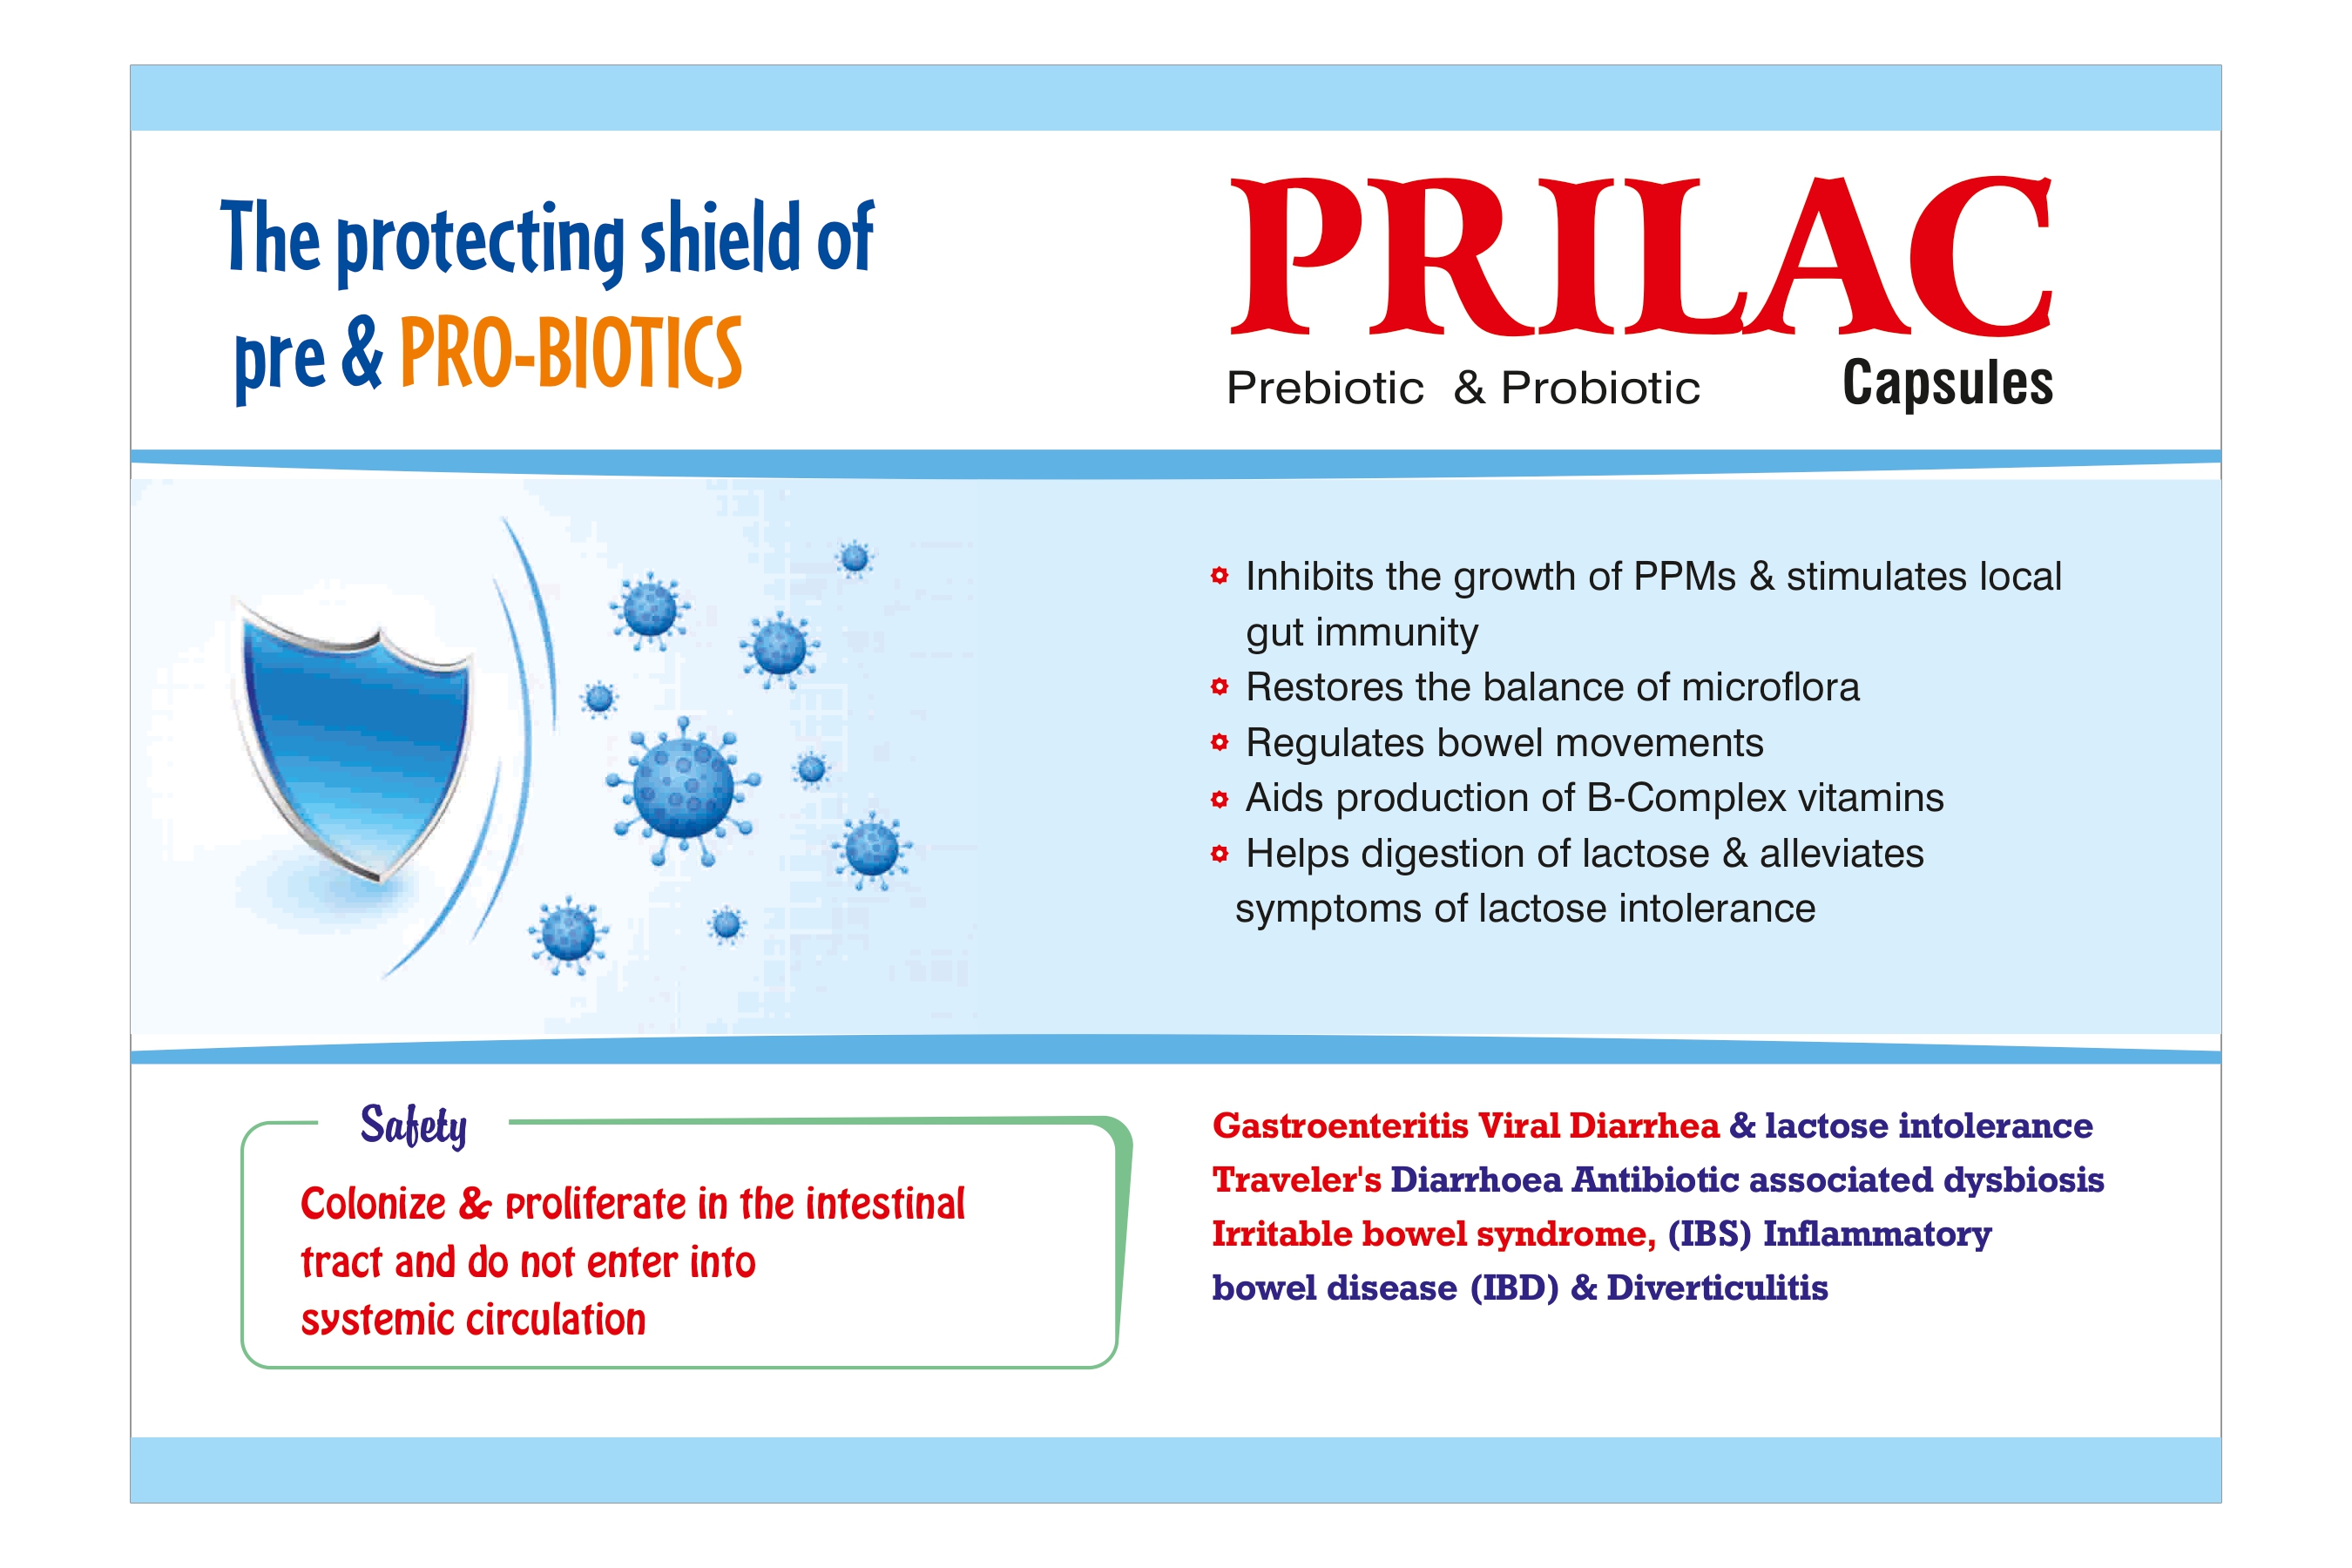 The protecting shield of
pre & PRO-BIOTICS
PRILAC
Prebiotic & Probiotic Capsules
Inhibits the growth of PPMs & stimulates local
gut immunity
Restores the balance of microflora
Regulates bowel movements
Aids production of B-Complex vitamins
Helps digestion of lactose & alleviates
symptoms of lactose intolerance
Safety
Colonize & proliferate in the intestinal
tract and do not enter into
systemic circulation
Gastroenteritis Viral Diarrhea & lactose intolerance
Traveler's Diarrhoea Antibiotic associated dysbiosis
Irritable bowel syndrome, (IBS) Inflammatory
bowel disease (IBD) & Diverticulitis